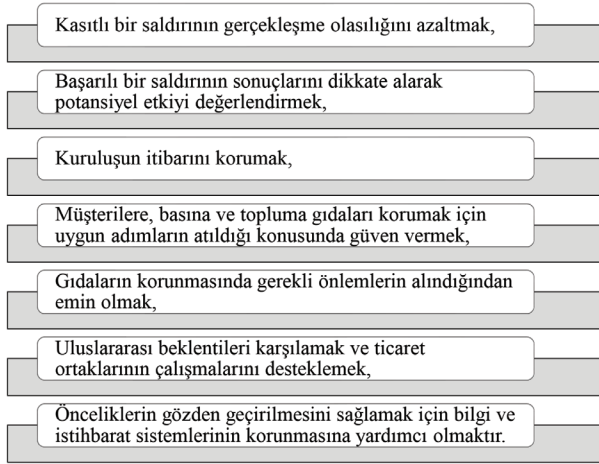 Kasıtlı bir saldırının gerçekleşme olasılığını azaltmak,
Başarılı bir saldırının sonuçlarını dikkate alarak
potansiyel etkiyi değerlendirmek,
Kuruluşun itibarını korumak,
Müşterilere, basına ve topluma gıdaları korumak için
uygun adımların atıldığı konusunda güven vermek,
Gıdaların korunmasında gerekli önlemlerin alındığından
emin olmak,
Uluslararası beklentileri karşılamak ve ticaret
ortaklarının çalışmalarını desteklemek,
Önceliklerin gözden geçirilmesini sağlamak için bilgi ve
istihbarat sistemlerinin korunmasına yardımcı olmaktır.